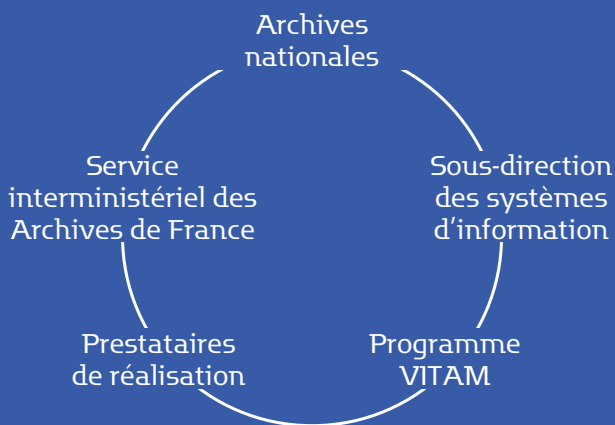 Archives
nationales
Service
interministériel des
Archives de France
Sous-direction
des systèmes
d'information
Prestataires
de réalisation
Programme
VITAM